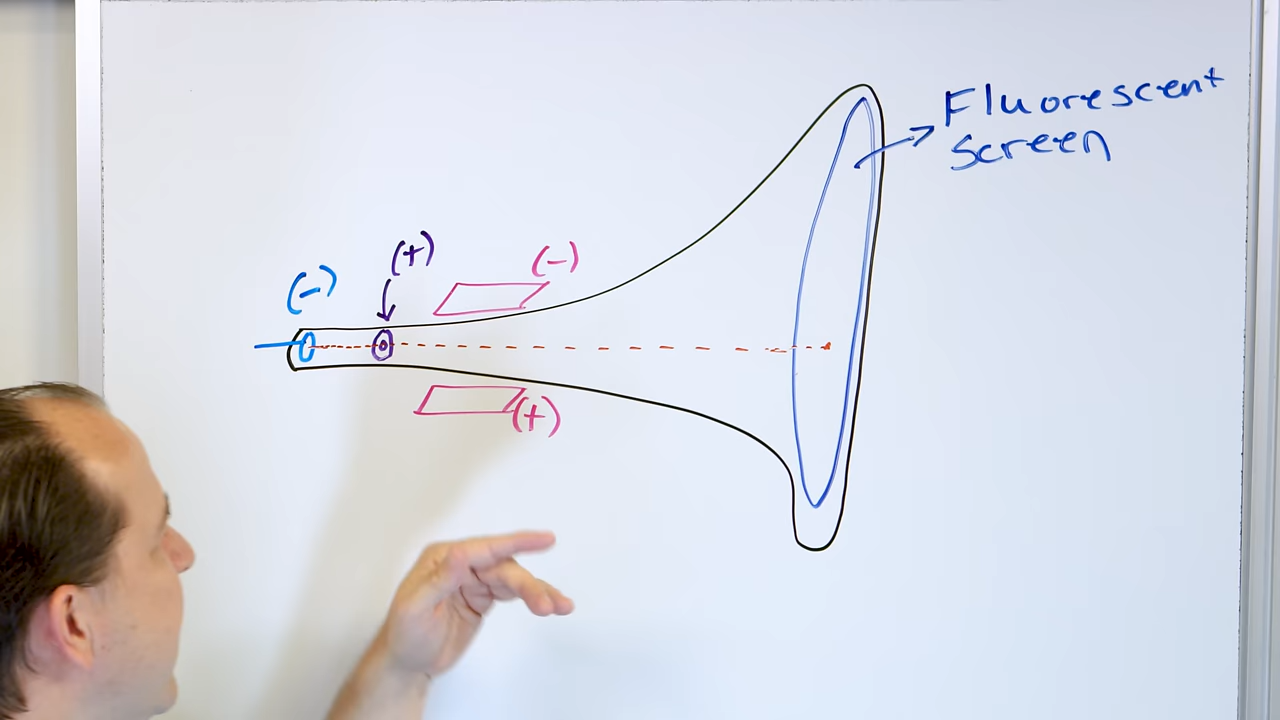 Fluorescent
Screen
(+)
(-)
(-)
(+)